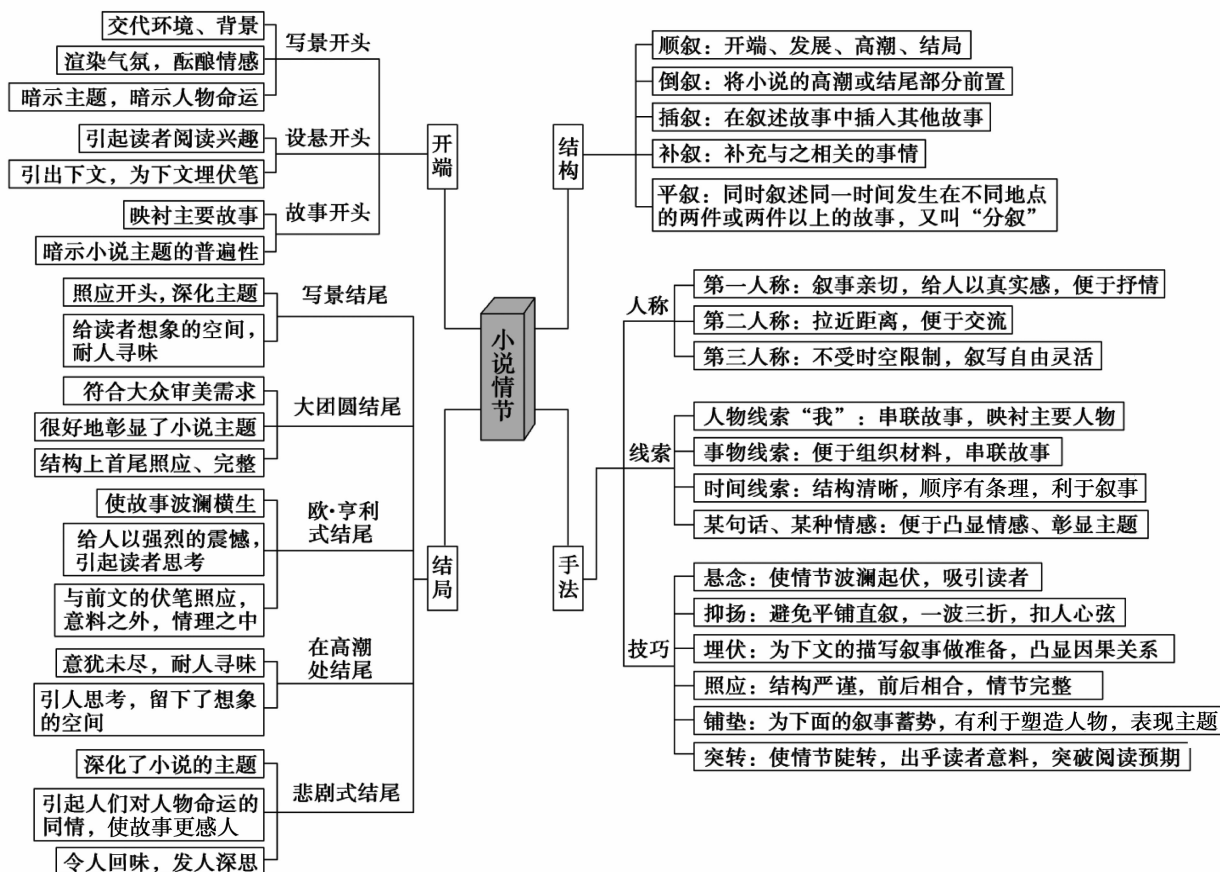 小说情节
开端
写景开头
交代环境、背景
渲染气氛，酝酿情感
暗示主题，暗示人物命运
设悬开头
引起读者阅读兴趣
引出下文，为下文埋伏笔
故事开头
映衬主要故事
暗示小说主题的普遍性
结局
写景结尾
照应开头，深化主题
给读者想象的空间，
耐人寻味
大团圆结尾
符合大众审美需求
很好地彰显了小说主题
结构上首尾照应、完整
欧·亨利
式结尾
使故事波澜横生
给人以强烈的震憾，
引起读者思考
与前文的伏笔照应，
意料之外，情理之中
在高潮
处结尾
意犹未尽，耐人寻味
引人思考，留下了想象
的空间
悲剧式结尾
深化了小说的主题
引起人们对人物命运的
同情，使故事更感人
令人回味，发人深思
结构
顺叙：开端、发展、高潮、结局
倒叙：将小说的高潮或结尾部分前置
插叙：在叙述故事中插入其他故事
补叙：补充与之相关的事情
平叙：同时叙述同一时间发生在不同地点
的两件或两件以上的故事，又叫“分叙”
手法
人称
第一人称：叙事亲切，给人以真实感，便于抒情
第二人称：拉近距离，便于交流
第三人称：不受时空限制，叙写自由灵活
线索
人物线索“我”：串联故事，映衬主要人物
事物线索：便于组织材料，串联故事
时间线索：结构清晰，顺序有条理，利于叙事
某句话、某种情感：便于凸显情感、彰显主题
技巧
悬念：使情节波澜起伏，吸引读者
抑扬：避免平铺直叙，一波三折，扣人心弦
埋伏：为下文的描写叙事做准备，凸显因果关系
照应：结构严谨，前后相合，情节完整
铺垫：为下面的叙事蓄势，有利于塑造人物，表现主题
突转：使情节陡转，出乎读者意料，突破阅读预期